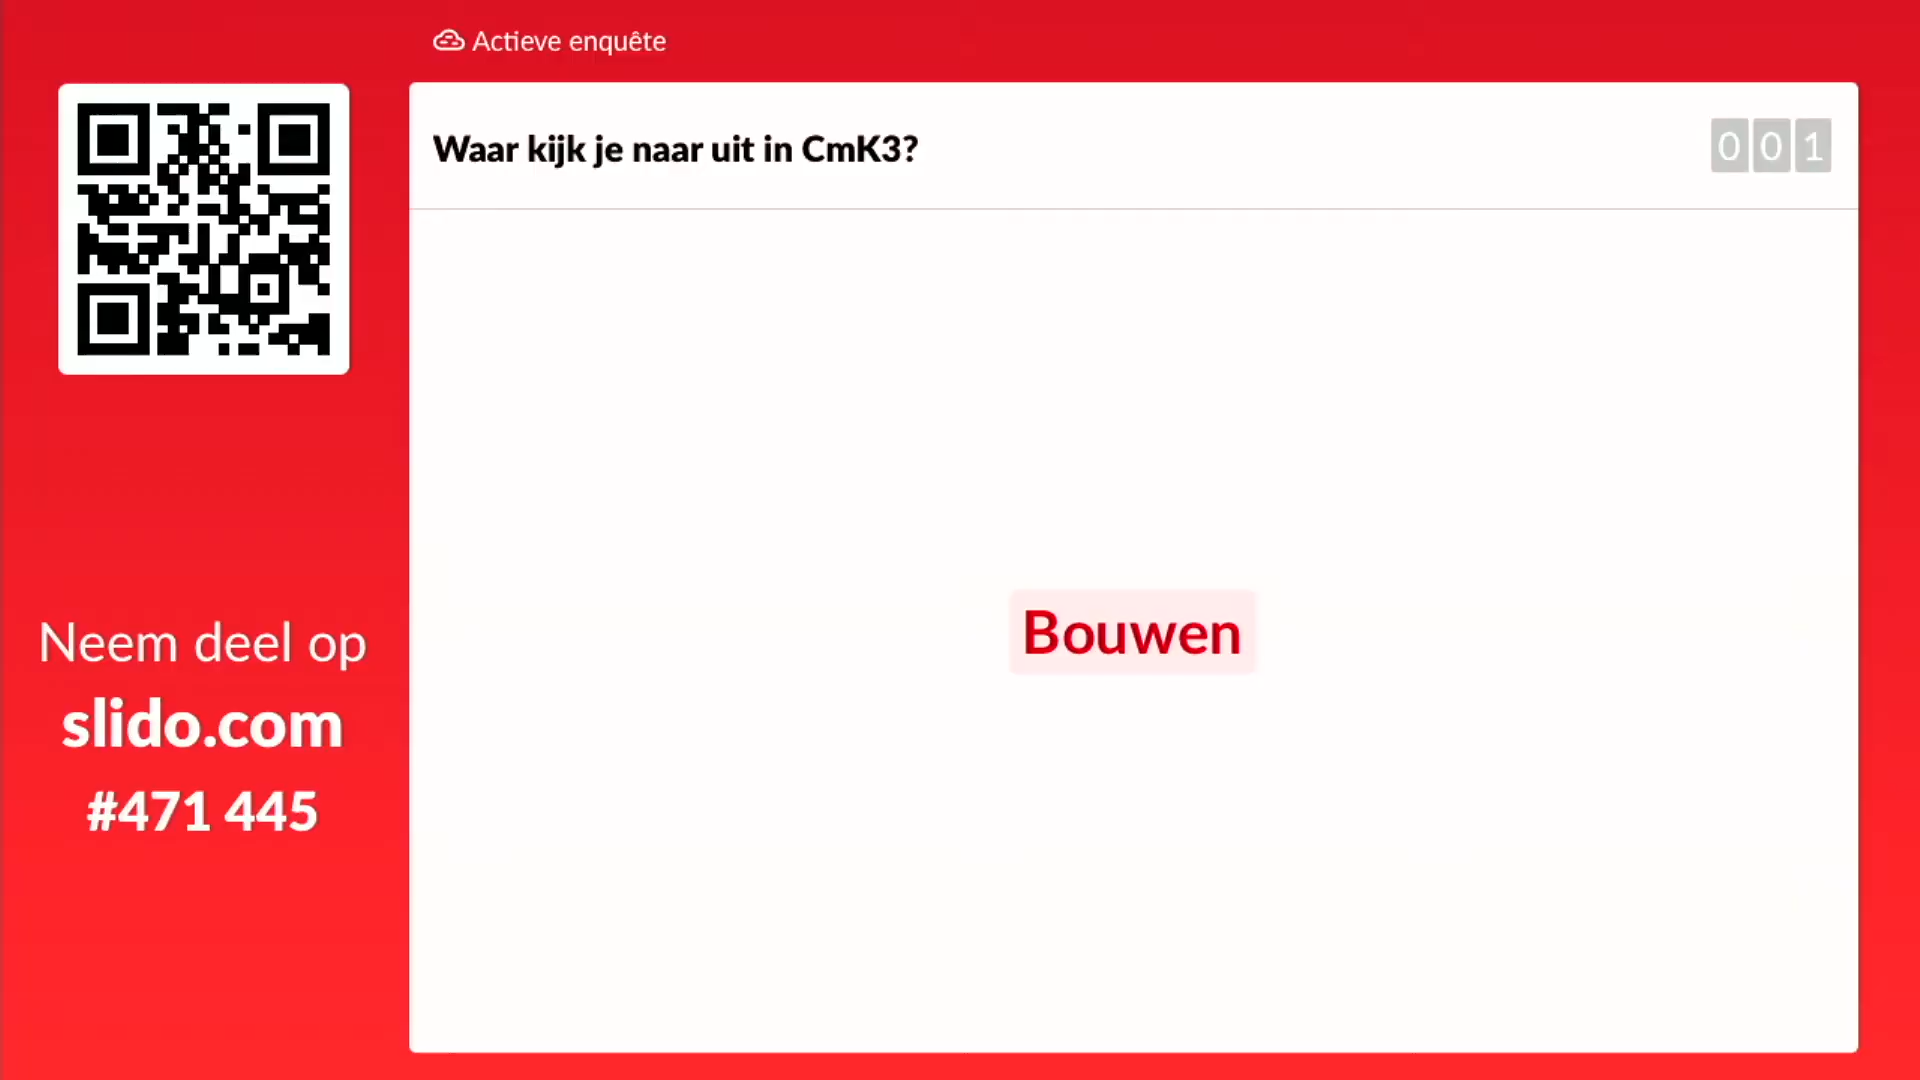 Actieve enquête
Waar kijk je naar uit in CmK3?
001
Bouwen
Neem deel op
slido.com
#471 445